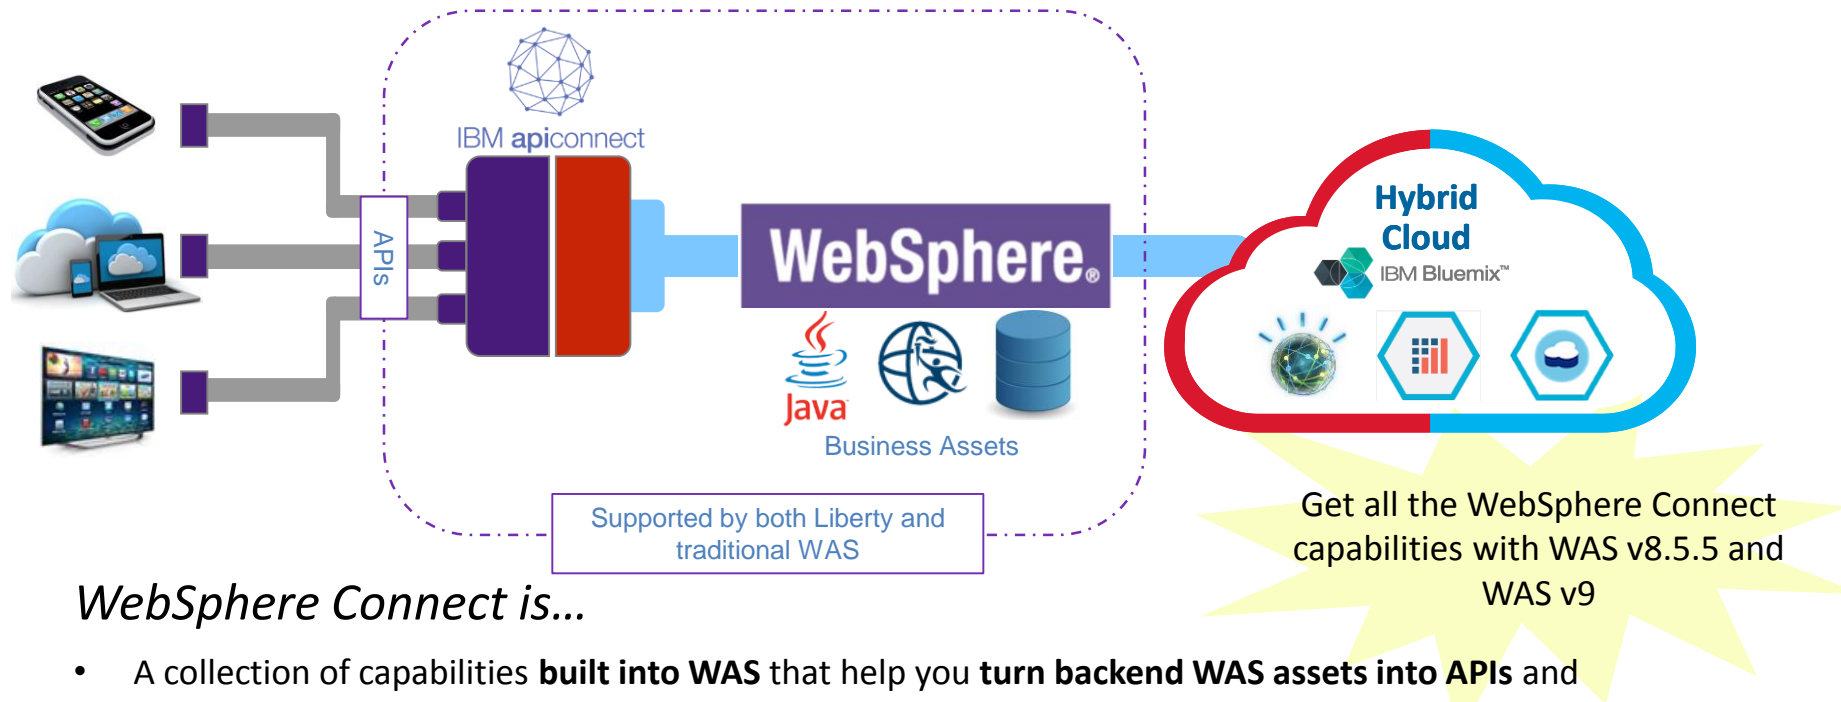 IBM apiconnect
APIs
WebSphere®
Hybrid
Cloud
IBM Bluemix™
Java
Business Assets
Supported by both Liberty and
traditional WAS
Get all the WebSphere Connect
capabilities with WAS v8.5.5 and
WAS v9
WebSphere Connect is…
• A collection of capabilities built into WAS that help you turn backend WAS assets into APIs and